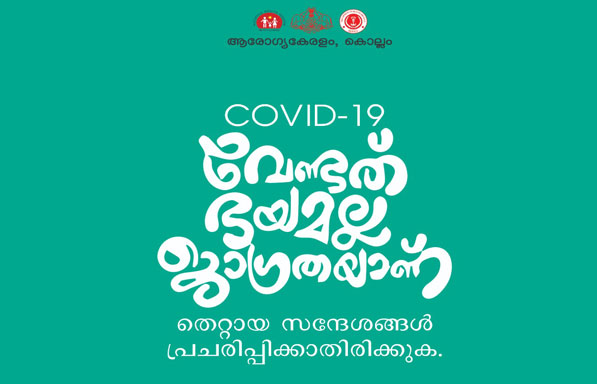 ആരോഗ്യകേരളം, കൊല്ലം
COVID-19
വേണ്ടത്
ഭയമല്ല
ജാഗ്രതയാണ്
തെറ്റായ സന്ദേശങ്ങൾ
പ്രചരിപ്പിക്കാതിരിക്കുക.